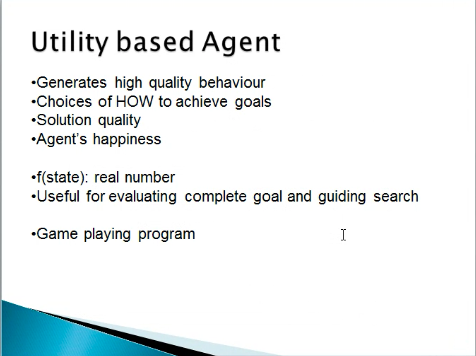 Utility based Agent
•Generates high quality behaviour
•Choices of HOW to achieve goals
•Solution quality
•Agent's happiness
•f(state): real number
•Useful for evaluating complete goal and guiding search
•Game playing program